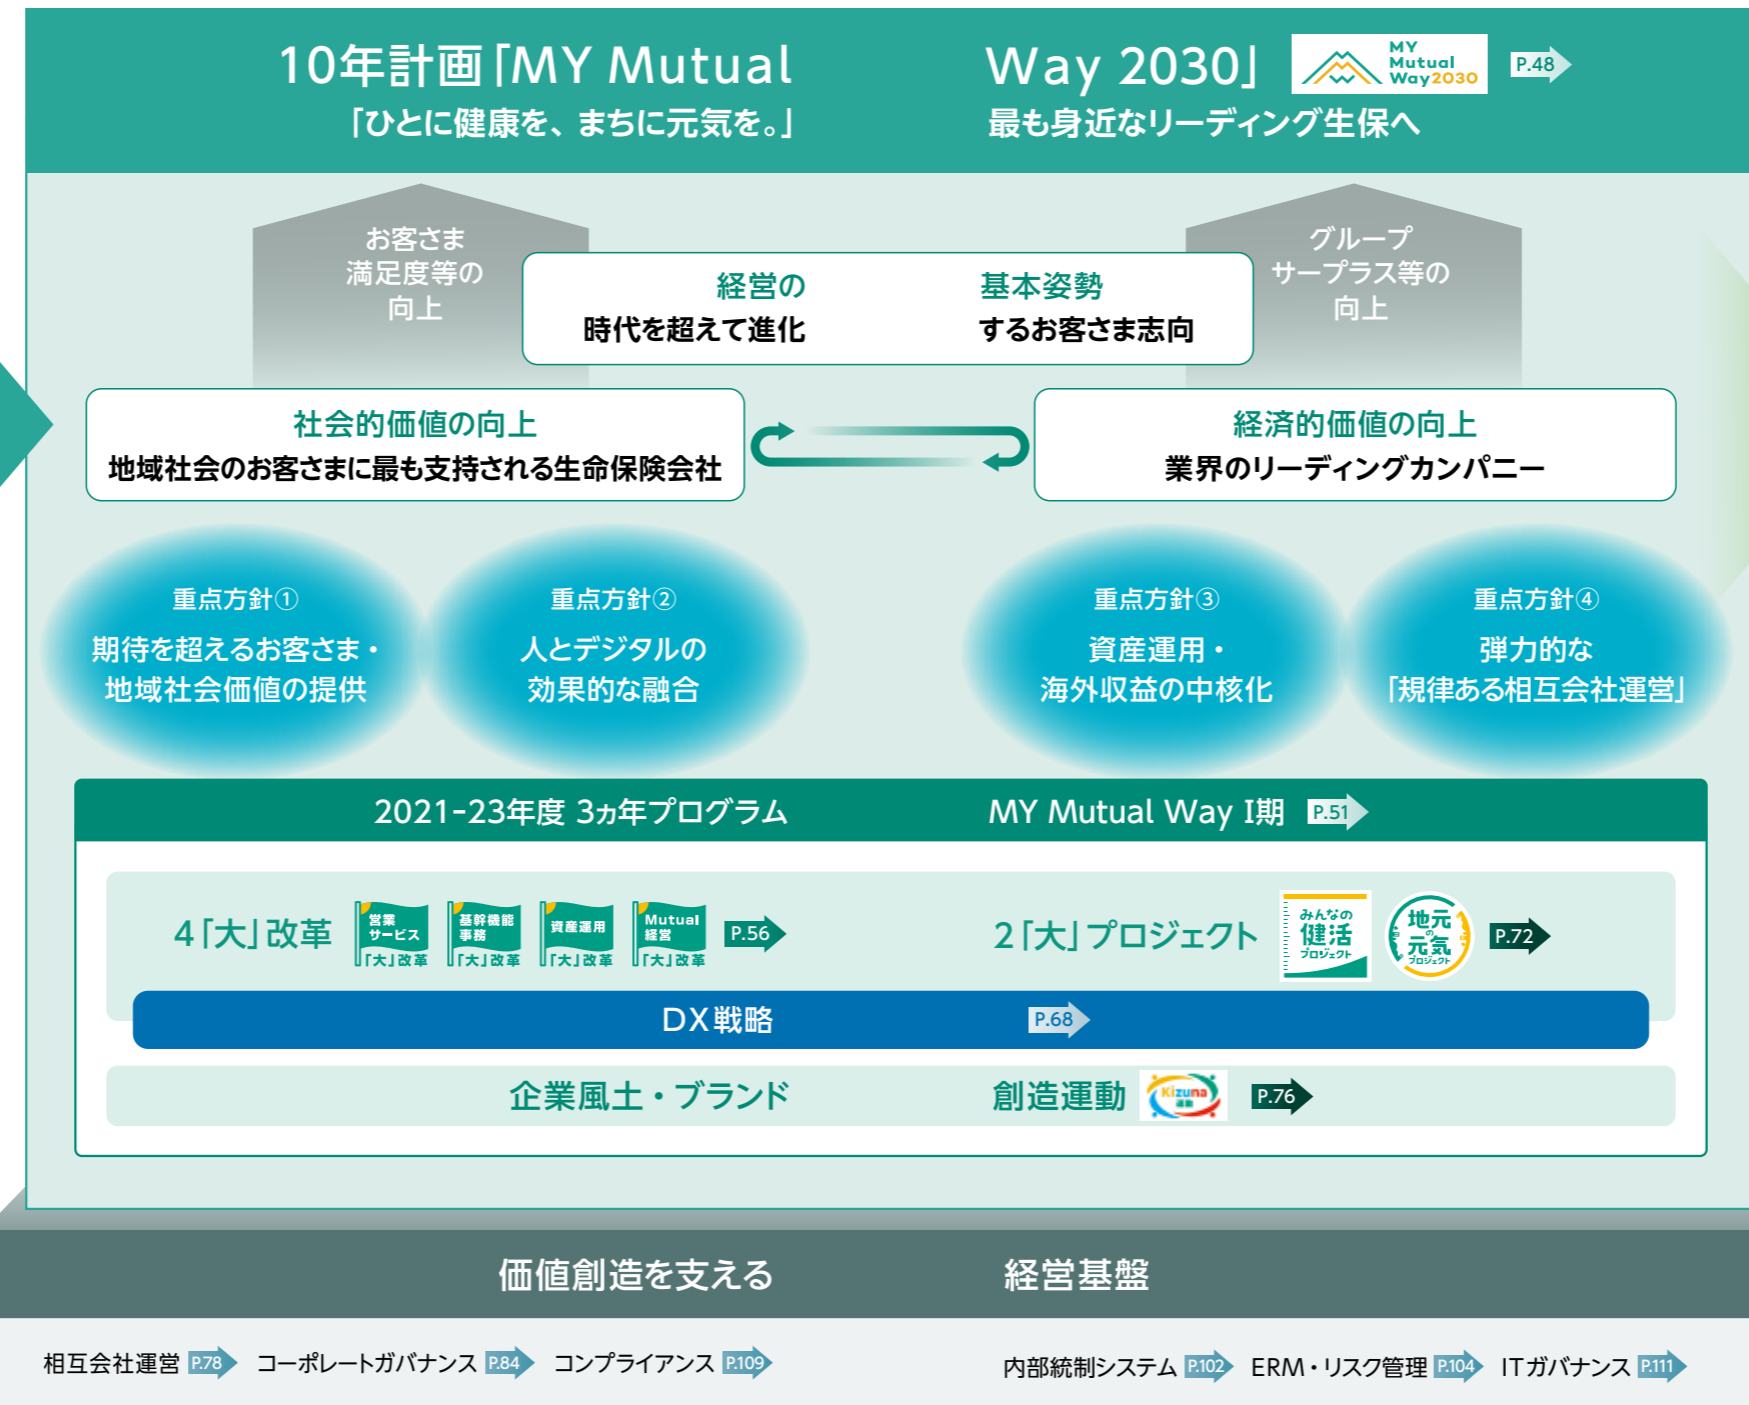 10年計画「MY Mutual Way 2030」 MY Mutual Way2030 P.48
「ひとに健康を、まちに元気を。」 最も身近なリーディング生保へ
お客さま
満足度等の
向上
グループ
サープラス等の
向上
経営の 基本姿勢
時代を超えて進化 するお客さま志向
社会的価値の向上
地域社会のお客さまに最も支持される生命保険会社
経済的価値の向上
業界のリーディングカンパニー
重点方針①
期待を超えるお客さま・
地域社会価値の提供
重点方針②
人とデジタルの
効果的な融合
重点方針③
資産運用・
海外収益の中核化
重点方針④
弾力的な
「規律ある相互会社運営」
2021-23年度 3ヵ年プログラム MY Mutual Way Ⅰ期 P.51
4「大」改革
営業
サービス
「大」改革
基幹機能
事務
「大」改革
資産運用
「大」改革
Mutual
経営
「大」改革
P.56
2「大」プロジェクト
みんなの
健活
プロジェクト
地元
の
元気
プロジェクト
P.72
DX戦略 P.68
企業風土・ブランド 創造運動
Kizuna
運動
P.76
価値創造を支える 経営基盤
相互会社運営 P.78 コーポレートガバナンス P.84 コンプライアンス P.109
内部統制システム P.102 ERM・リスク管理 P.104 ITガバナンス P.111